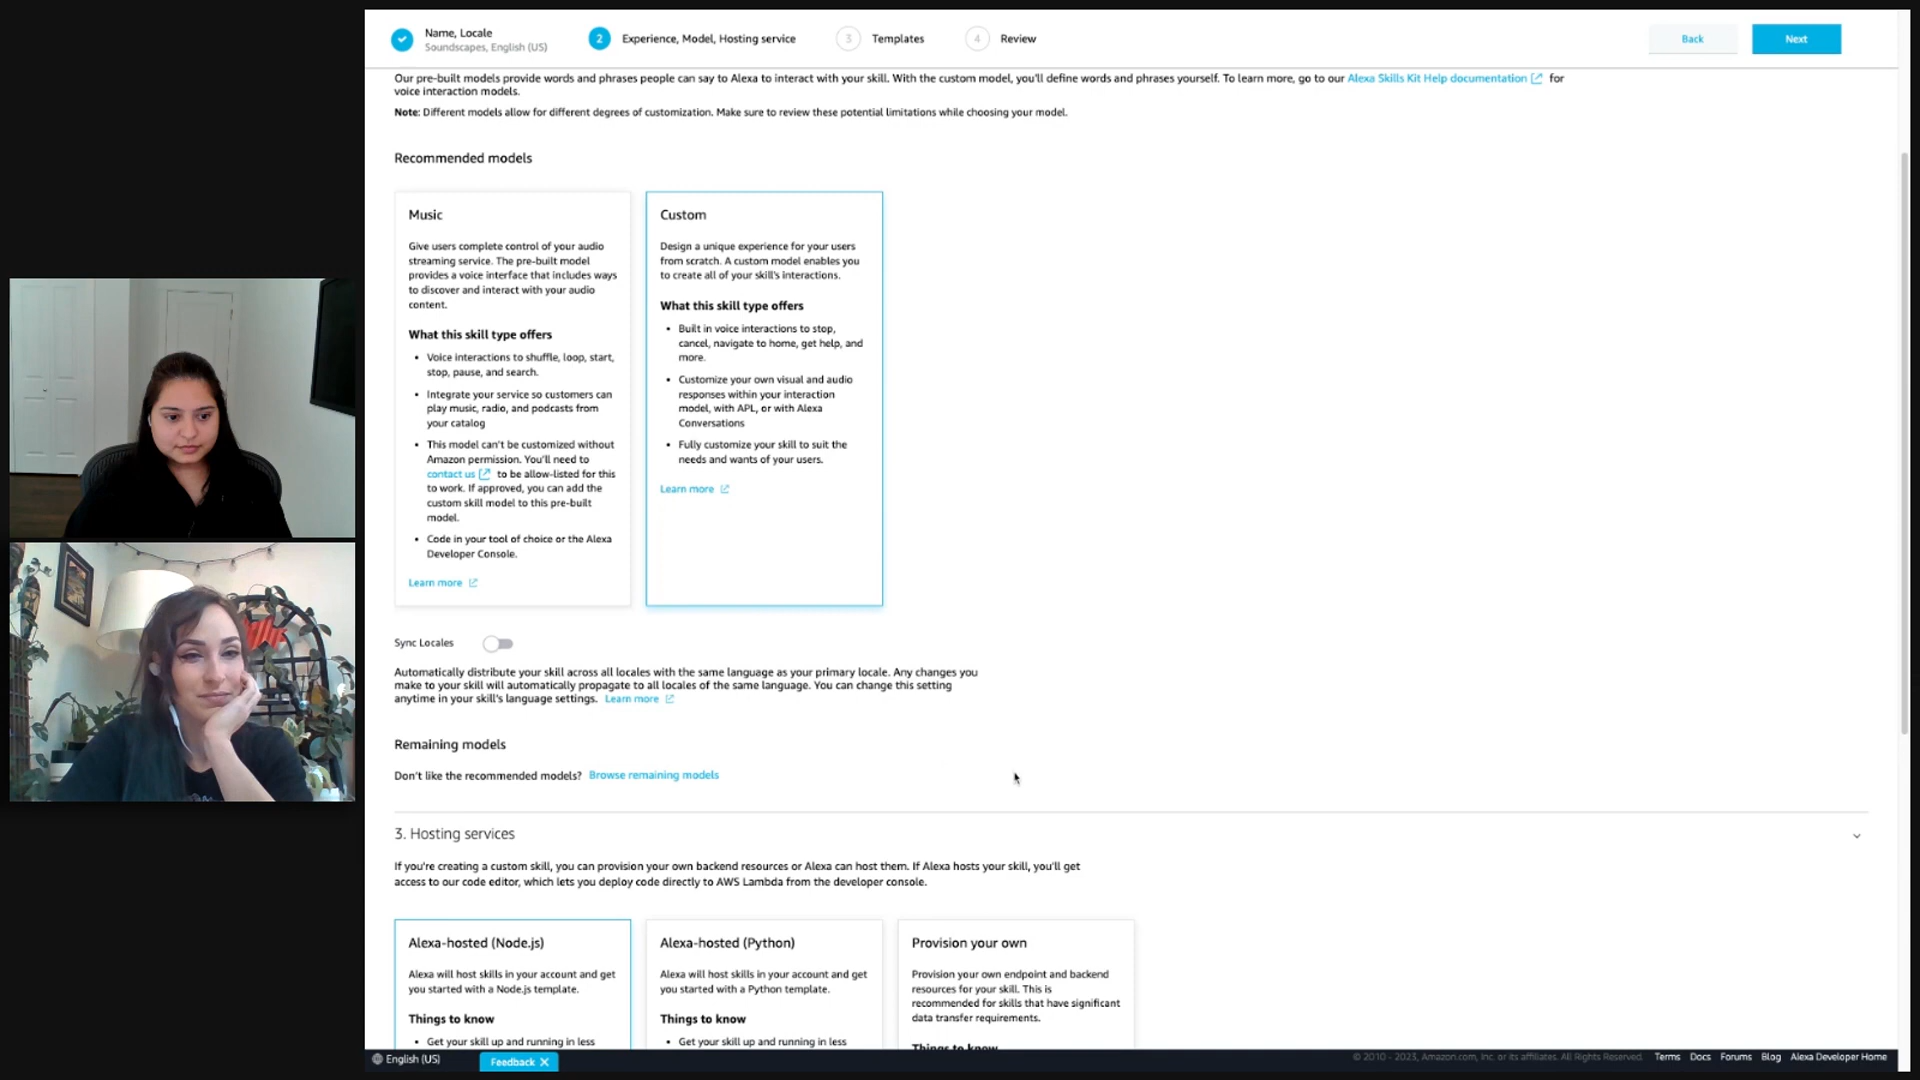 Name, Locale
Soundscapes, English (US)
2 Experience, Model, Hosting service
3 Templates
4 Review
Back
Next
Our pre-built models provide words and phrases people can say to Alexa to interact with your skill. With the custom model, you'll define words and phrases yourself. To learn more, go to our Alexa Skills Kit Help documentation for
voice interaction models.
Note: Different models allow for different degrees of customization. Make sure to review these potential limitations while choosing your model.
Recommended models
Music
Give users complete control of your audio
streaming service. The pre-built model
provides a voice interface that includes ways
to discover and interact with your audio
content.
What this skill type offers
• Voice interactions to shuffle, loop, start,
stop, pause, and search.
• Integrate your service so customers can
play music, radio, and podcasts from
your catalog
• This model can't be customized without
Amazon permission. You'll need to
contact us to be allow-listed for this
to work. If approved, you can add the
custom skill model to this pre-built
model.
• Code in your tool of choice or the Alexa
Developer Console.
Learn more
Custom
Design a unique experience for your users
from scratch. A custom model enables you
to create all of your skill's interactions.
What this skill type offers
• Built in voice interactions to stop,
cancel, navigate to home, get help, and
more.
• Customize your own visual and audio
responses within your interaction
model, with APL, or with Alexa
Conversations
• Fully customize your skill to suit the
needs and wants of your users.
Learn more
Sync Locales
Automatically distribute your skill across all locales with the same language as your primary locale. Any changes you
make to your skill will automatically propagate to all locales of the same language. You can change this setting
anytime in your skill's language settings. Learn more
Remaining models
Don't like the recommended models? Browse remaining models
3. Hosting services
If you're creating a custom skill, you can provision your own backend resources or Alexa can host them. If Alexa hosts your skill, you'll get
access to our code editor, which lets you deploy code directly to AWS Lambda from the developer console.
Alexa-hosted (Node.js)
Alexa will host skills in your account and get
you started with a Node.js template.
Things to know
• Get your skill up and running in less
Alexa-hosted (Python)
Alexa will host skills in your account and get
you started with a Python template.
Things to know
• Get your skill up and running in less
Provision your own
Provision your own endpoint and backend
resources for your skill. This is
recommended for skills that have significant
data transfer requirements.
Things to know
English (US)
Feedback
© 2010 - 2023, Amazon.com, Inc. or its affiliates. All Rights Reserved.
Terms
Docs
Forums
Blog
Alexa Developer Home